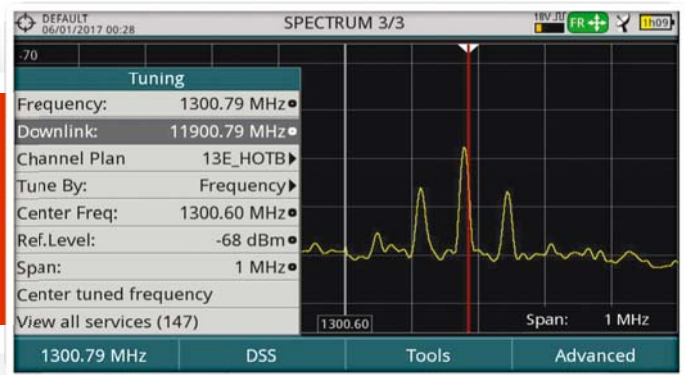 DEFAULT
06/01/2017 00:28
SPECTRUM 3/3
18V
FR
1h09
-70
Tuning
Frequency: 1300.79 MHz
Downlink: 11900.79 MHz
Channel Plan 13E_HOTB
Tune By: Frequency
Center Freq: 1300.60 MHz
Ref.Level: -68 dBm
Span: 1 MHz
Center tuned frequency
View all services (147)
1300.60
Span: 1 MHz
1300.79 MHz DSS Tools Advanced